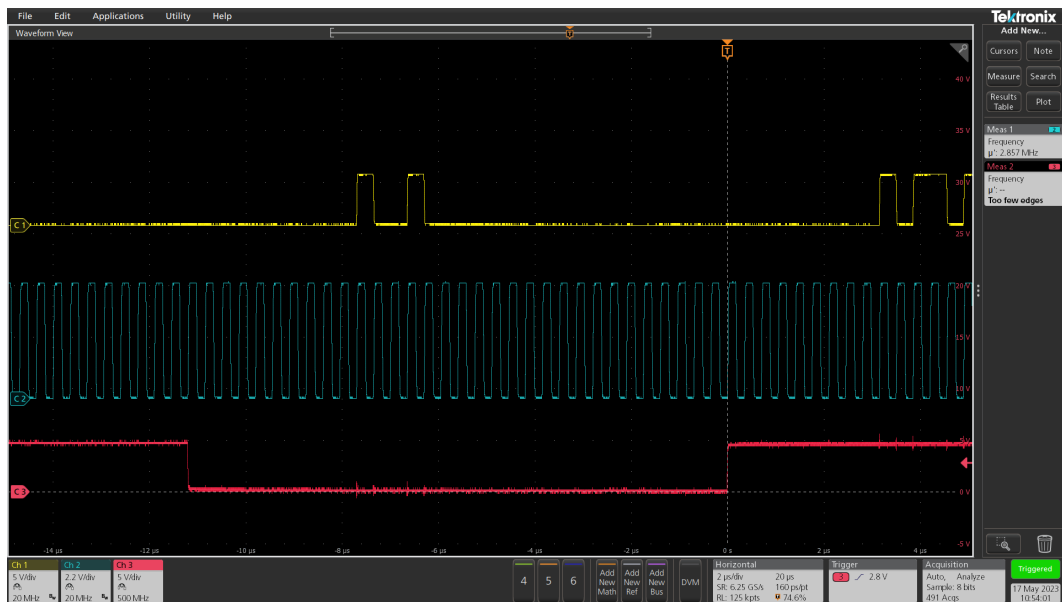 File Edit Applications Utility Help
Tektronix
Waveform View
Add New...
T
T
Cursors Note
Measure Search
Results Table Plot
40 V
35 V
30 V
25 V
20 V
15 V
10 V
5 V
0 V
-5 V
C 1
C 2
C 3
Meas 1 2
Frequency
µ': 2.857 MHz
Meas 2 3
Frequency
µ': --
Too few edges
-14 µs -12 µs -10 µs -8 µs -6 µs -4 µs -2 µs 0 s 2 µs 4 µs
Ch 1
5 V/div
20 MHz
Ch 2
2.2 V/div
20 MHz
Ch 3
5 V/div
500 MHz
4 5 6
Add New Math
Add New Ref
Add New Bus
DVM
Horizontal
2 µs/div 20 µs
SR: 6.25 GS/s 160 ps/pt
RL: 125 kpts 74.6%
Trigger
3 2.8 V
Acquisition
Auto, Analyze
Sample: 8 bits
491 Acqs
Triggered
17 May 2023
10:54:01